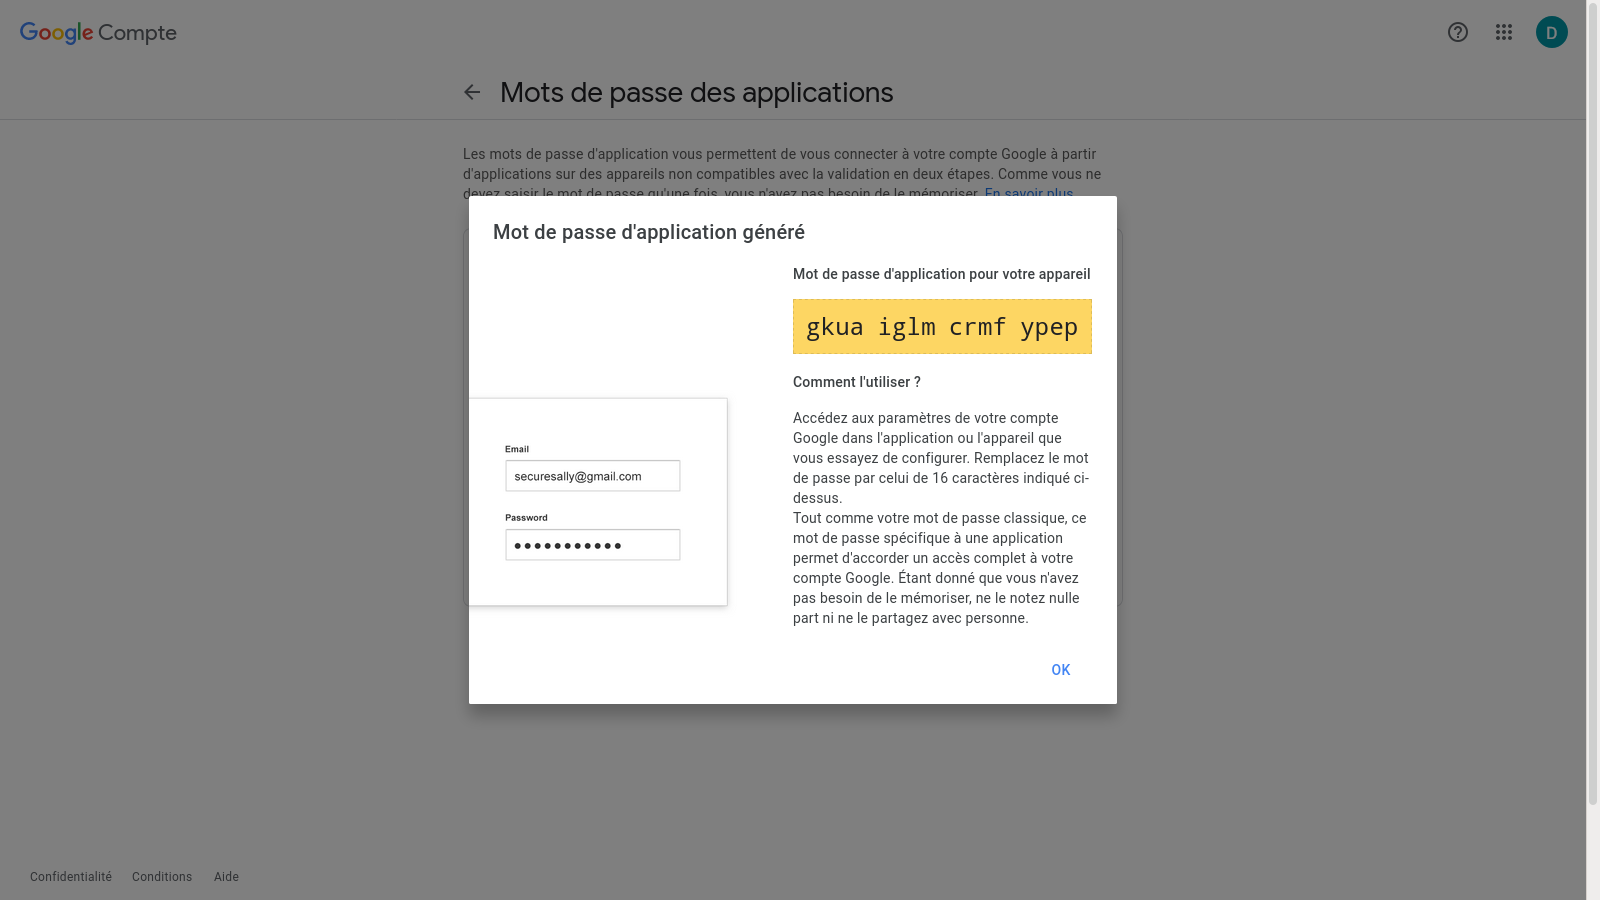 Google Compte
D
Mots de passe des applications
Les mots de passe d'application vous permettent de vous connecter à votre compte Google à partir
d'applications sur des appareils non compatibles avec la validation en deux étapes. Comme vous ne
devez saisir le mot de passe qu'une fois, vous n'avez pas besoin de le mémoriser. En savoir plus
Mot de passe d'application généré
Mot de passe d'application pour votre appareil
gkua iglm crmf ypep
Comment l'utiliser ?
Accédez aux paramètres de votre compte
Google dans l'application ou l'appareil que
vous essayez de configurer. Remplacez le mot
de passe par celui de 16 caractères indiqué ci-
dessus.
Tout comme votre mot de passe classique, ce
mot de passe spécifique à une application
permet d'accorder un accès complet à votre
compte Google. Étant donné que vous n'avez
pas besoin de le mémoriser, ne le notez nulle
part ni ne le partagez avec personne.
Email
securesally@gmail.com
Password
OK
Confidentialité Conditions Aide